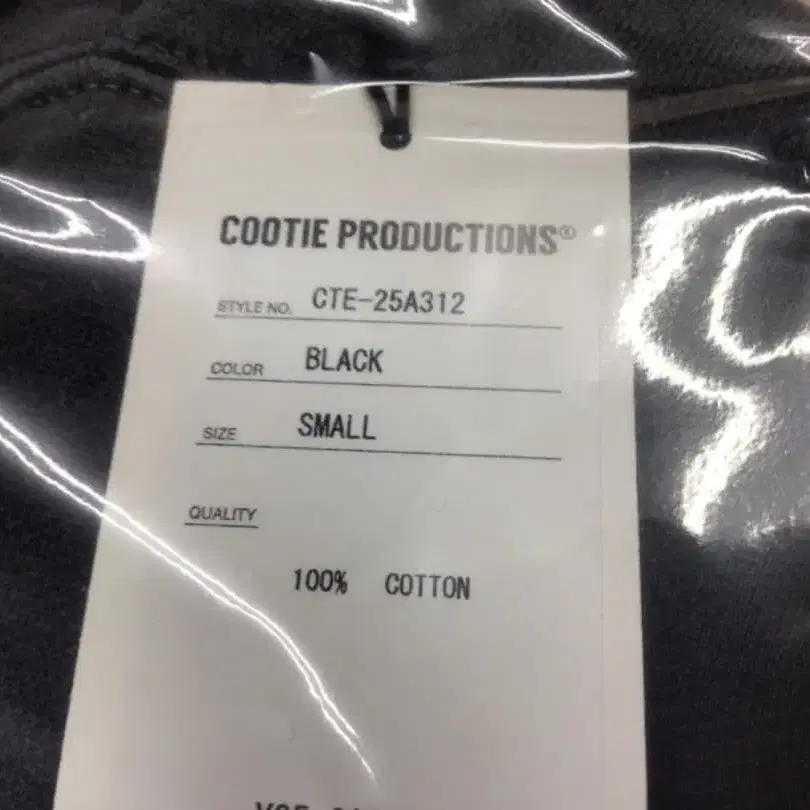 COOTIE PRODUCTIONS®
STYLE NO. CTE-25A312
COLOR BLACK
SIZE SMALL
QUALITY
100% COTTON